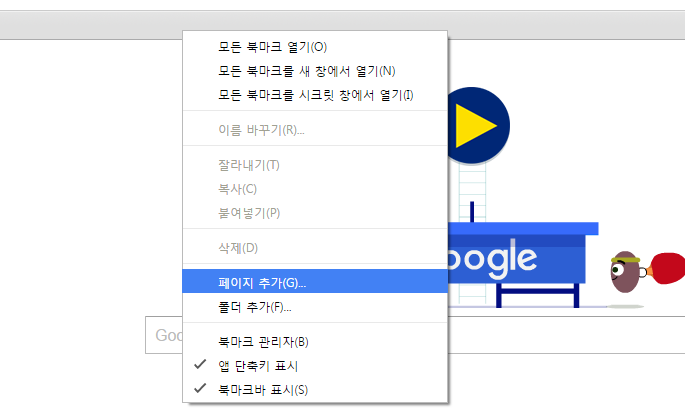 모든 북마크 열기(O)
모든 북마크를 새 창에서 열기(N)
모든 북마크를 시크릿 창에서 열기(I)
이름 바꾸기(R)...
잘라내기(T)
복사(C)
붙여넣기(P)
삭제(D)
oogle
페이지 추가(G)...
폴더 추가(F)...
Goo
북마크 관리자(B)
앱 단축키 표시
북마크바 표시(S)